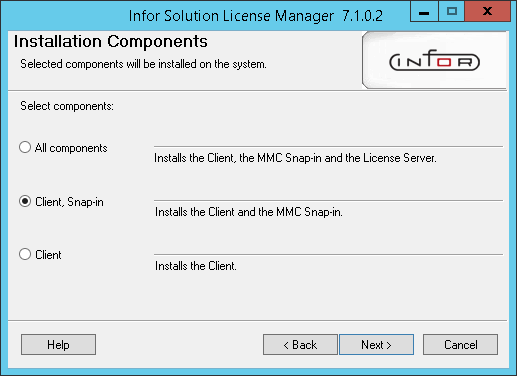 Infor Solution License Manager 7.1.0.2
Installation Components
Selected components will be installed on the system.
infor
Select components:
All components
Installs the Client, the MMC Snap-in and the License Server.
Client, Snap-in
Installs the Client and the MMC Snap-in.
Client
Installs the Client.
Help
< Back
Next >
Cancel